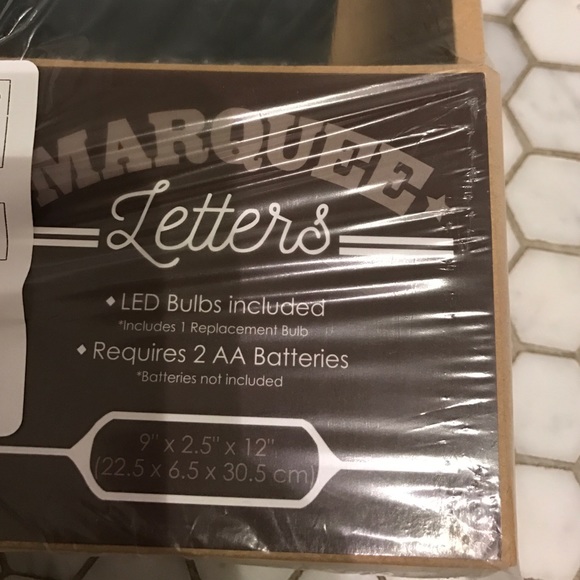 MARQUEE
Letters
LED Bulbs included
*Includes 1 Replacement Bulb
Requires 2 AA Batteries
*Batteries not included
9" x 2.5" x 12"
(22.5 x 6.5 x 30.5 cm)